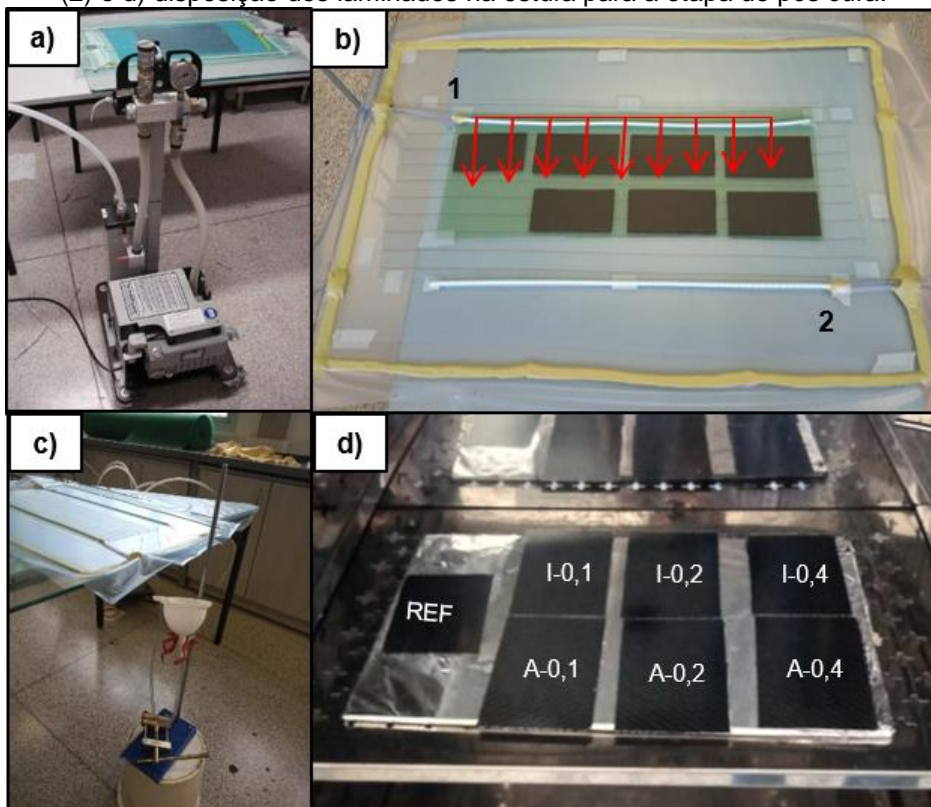 (2) e d) disposição dos laminados na estufa para a etapa de pós-cura.
a)
b)
1
2
c)
d)
I-0,1
I-0,2
I-0,4
REF
A-0,1
A-0,2
A-0,4